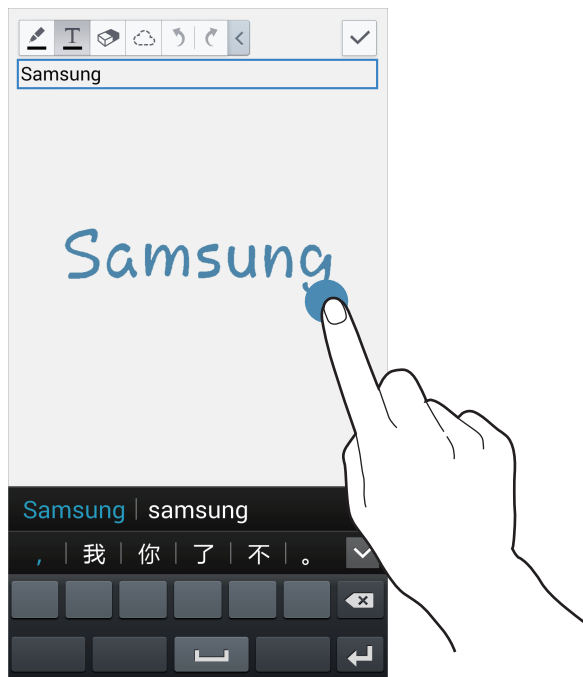 T
Samsung
Samsung
Samsung samsung
, 我 你 了 不 。